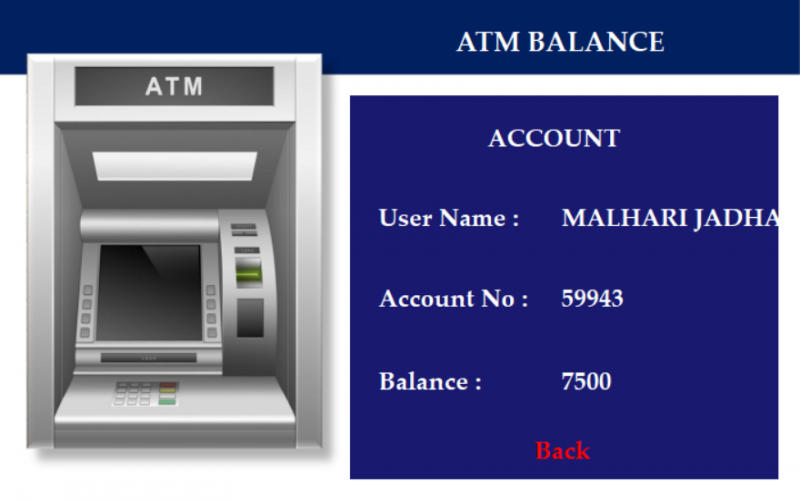 ATM BALANCE
ATM
ACCOUNT
User Name : MALHARI JADHA
Account No : 59943
Balance : 7500
Back